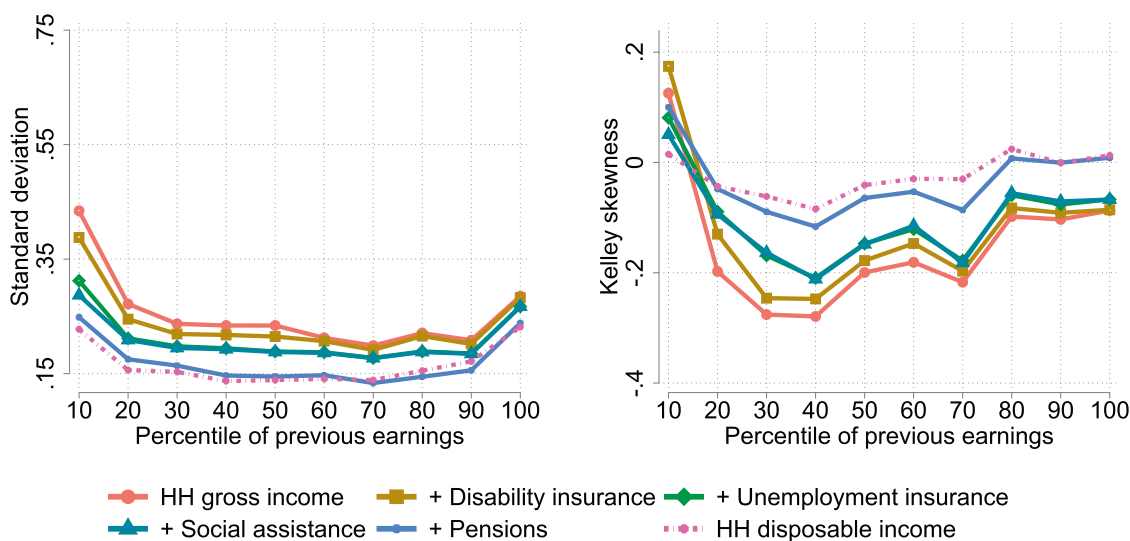 Standard deviation
.75
.55
.35
.15
10 20 30 40 50 60 70 80 90 100
Percentile of previous earnings
Kelley skewness
.2
0
-.2
-.4
10 20 30 40 50 60 70 80 90 100
Percentile of previous earnings
HH gross income
+ Disability insurance
+ Unemployment insurance
+ Social assistance
+ Pensions
HH disposable income